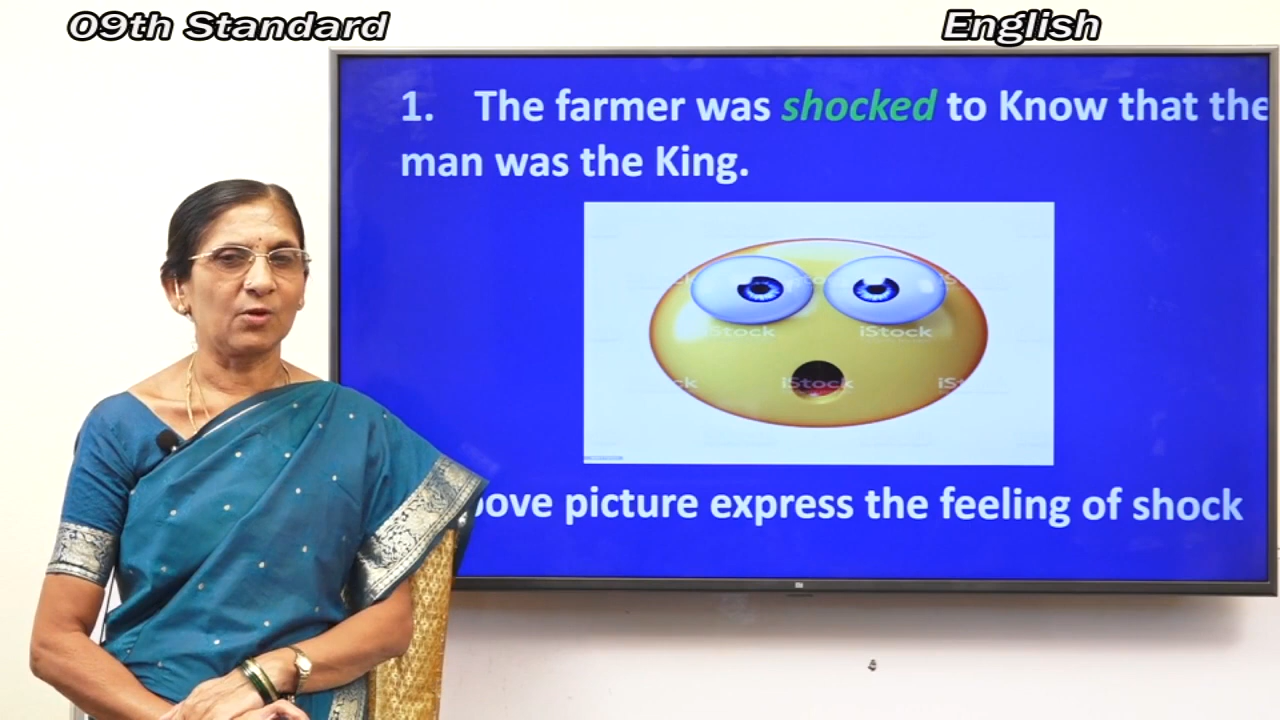 09th Standard
English
1. The farmer was shocked to Know that the
man was the King.
iStock iStock
iStock
picture express the feeling of shock